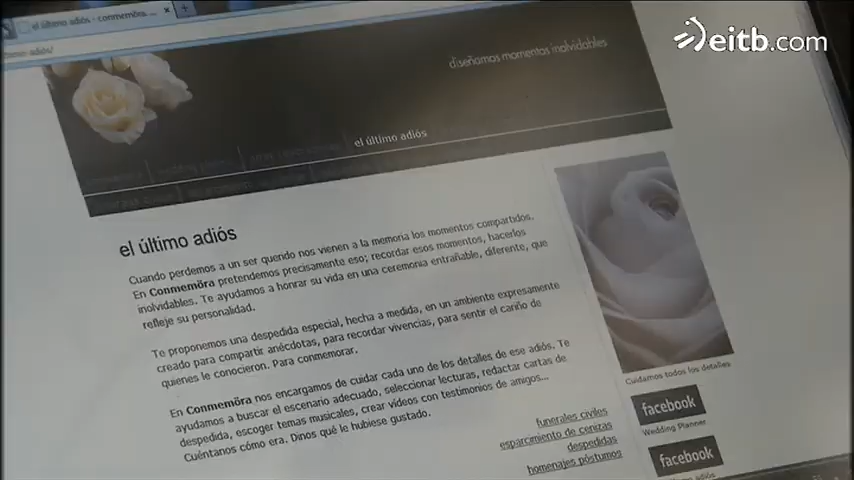 el último adiós - conmemöra....
eitb.com
diseñamos momentos inolvidables
el último adiós
el último adiós
Cuando perdemos a un ser querido nos vienen a la memoria los momentos compartidos.
En Conmemöra pretendemos precisamente eso; recordar esos momentos, hacerlos
inolvidables. Te ayudamos a honrar su vida en una ceremonia entrañable, diferente, que
refleje su personalidad.
Te proponemos una despedida especial, hecha a medida, en un ambiente expresamente
creado para compartir anécdotas, para recordar vivencias, para sentir el cariño de
quienes le conocieron. Para conmemorar.
En Conmemöra nos encargamos de cuidar cada uno de los detalles de ese adiós. Te
ayudamos a buscar el escenario adecuado, seleccionar lecturas, redactar cartas de
despedida, escoger temas musicales, crear vídeos con testimonios de amigos...
Cuéntanos cómo era. Dinos qué le hubiese gustado.
funerales civiles
esparcimiento de cenizas
despedidas
homenajes póstumos
Cuidamos todos los detalles
facebook
Wedding Planner
facebook